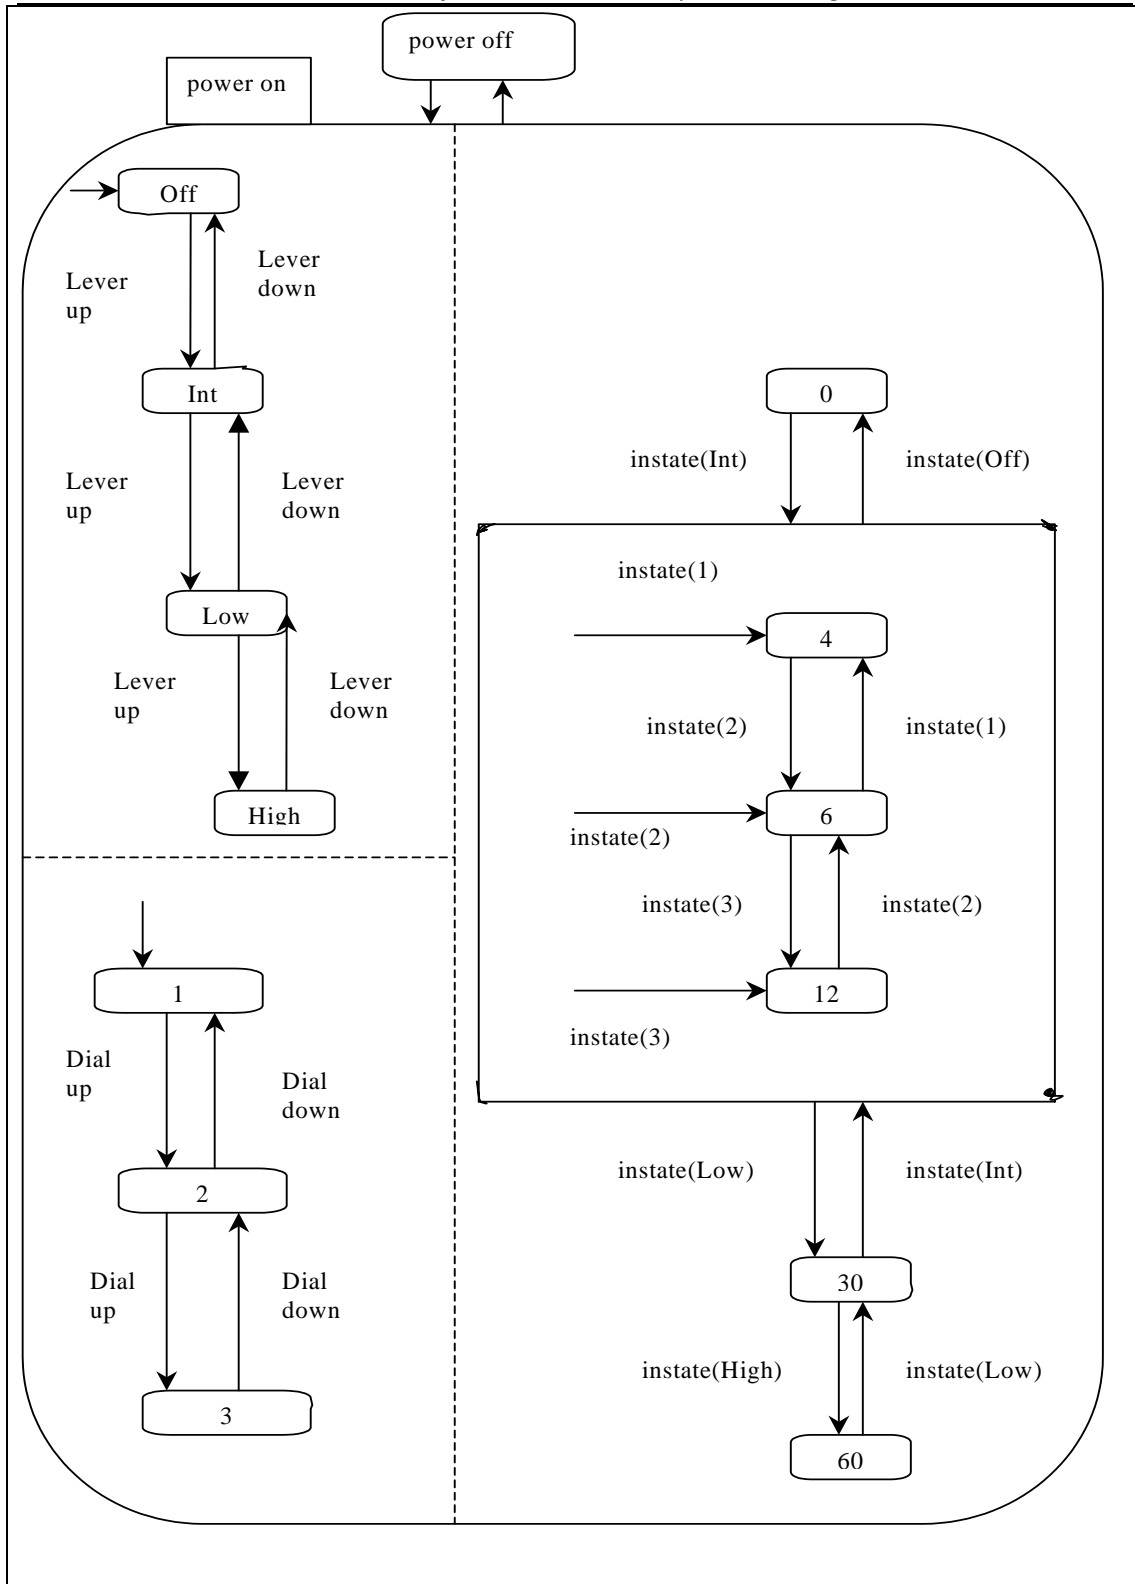 power off
power on
Off
Lever
up
Lever
down
Int
Lever
up
Lever
down
Low
Lever
up
Lever
down
High
1
Dial
up
Dial
down
2
Dial
up
Dial
down
3
0
instate(Int)
instate(Off)
instate(1)
4
instate(2)
instate(1)
6
instate(2)
instate(3)
instate(2)
12
instate(3)
instate(Low)
instate(Int)
30
instate(High)
instate(Low)
60